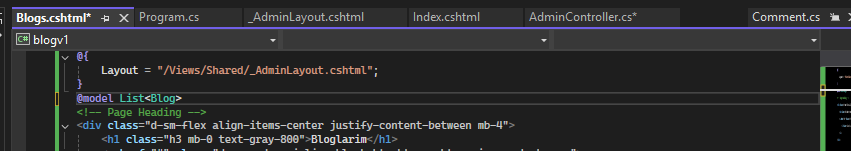 Blogs.cshtml* Program.cs _AdminLayout.cshtml Index.cshtml AdminController.cs* Comment.cs
C# blogv1
@{
Layout = "/Views/Shared/_AdminLayout.cshtml";
}
@model List<Blog>
<!-- Page Heading -->
<div class="d-sm-flex align-items-center justify-content-between mb-4">
<h1 class="h3 mb-0 text-gray-800">Bloglarim</h1>